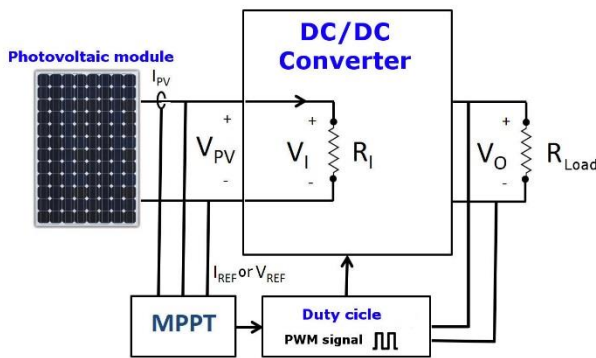 DC/DC
Converter
Photovoltaic module
I_PV
+
V_PV
-
+
V_I
-
R_I
+
V_O
-
R_Load
I_REF or V_REF
MPPT
Duty cicle
PWM signal